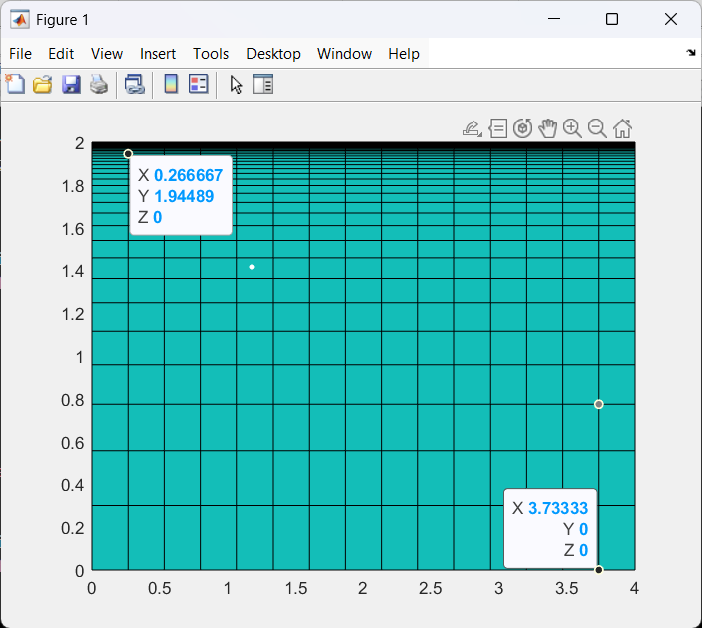 Figure 1
File Edit View Insert Tools Desktop Window Help
2
X 0.266667
Y 1.94489
Z 0
1.8
1.6
1.4
1.2
1
0.8
0.6
0.4
X 3.73333
Y 0
Z 0
0.2
0
0 0.5 1 1.5 2 2.5 3 3.5 4